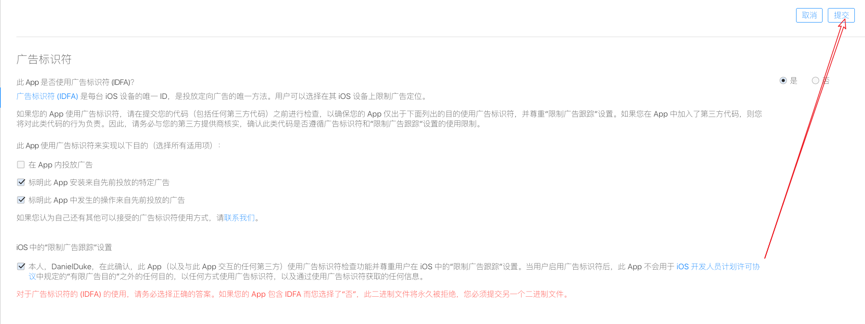 取消 提交
广告标识符
此 App 是否使用广告标识符 (IDFA)?
是 否
广告标识符 (IDFA) 是每台 iOS 设备的唯一 ID，是投放定向广告的唯一方法。用户可以选择在其 iOS 设备上限制广告定位。
如果您的 App 使用广告标识符，请在提交您的代码（包括任何第三方代码）之前进行检查，以确保您的 App 仅出于下面列出的目的使用广告标识符，并尊重“限制广告跟踪”设置。如果您在 App 中加入了第三方代码，则您
将对此类代码的行为负责。因此，请务必与您的第三方提供商核实，确认此类代码是否遵循广告标识符和“限制广告跟踪”设置的使用限制。
此 App 使用广告标识符来实现以下目的（选择所有适用项）：
在 App 内投放广告
标明此 App 安装来自先前投放的特定广告
标明此 App 中发生的操作来自先前投放的广告
如果您认为自己还有其他可以接受的广告标识符使用方式，请联系我们。
iOS 中的“限制广告跟踪”设置
本人，DanielDuke，在此确认，此 App（以及与此 App 交互的任何第三方）使用广告标识符检查功能并尊重用户在 iOS 中的“限制广告跟踪”设置。当用户启用广告标识符后，此 App 不会用于 iOS 开发人员计划许可协
议中规定的“有限广告目的”之外的任何目的，以任何方式使用广告标识符，以及通过使用广告标识符获取的任何信息。
对于广告标识符的 (IDFA) 的使用，请务必选择正确的答案。如果您的 App 包含 IDFA 而您选择了“否”，此二进制文件将永久被拒绝，您必须提交另一个二进制文件。